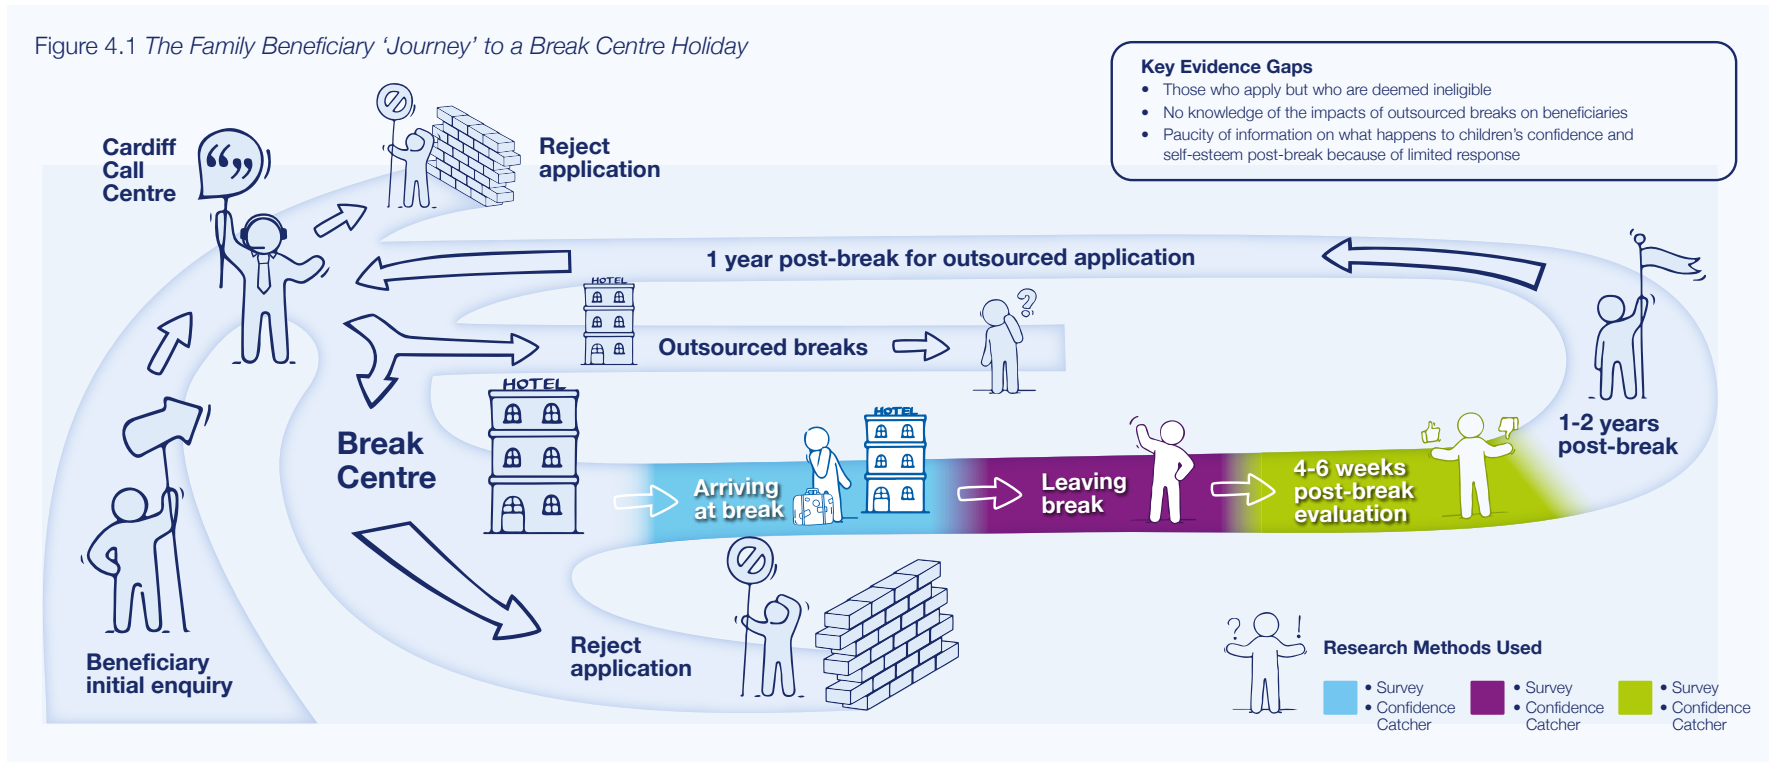 Figure 4.1 The Family Beneficiary ‘Journey’ to a Break Centre Holiday
Key Evidence Gaps
• Those who apply but who are deemed ineligible
• No knowledge of the impacts of outsourced breaks on beneficiaries
• Paucity of information on what happens to children’s confidence and
self-esteem post-break because of limited response
Cardiff
Call
Centre
Reject
application
1 year post-break for outsourced application
HOTEL
Outsourced breaks
?
HOTEL
Break
Centre
HOTEL
Arriving
at break
Leaving
break
4-6 weeks
post-break
evaluation
1-2 years
post-break
Beneficiary
initial enquiry
Reject
application
? !
Research Methods Used
• Survey
• Confidence
Catcher
• Survey
• Confidence
Catcher
• Survey
• Confidence
Catcher